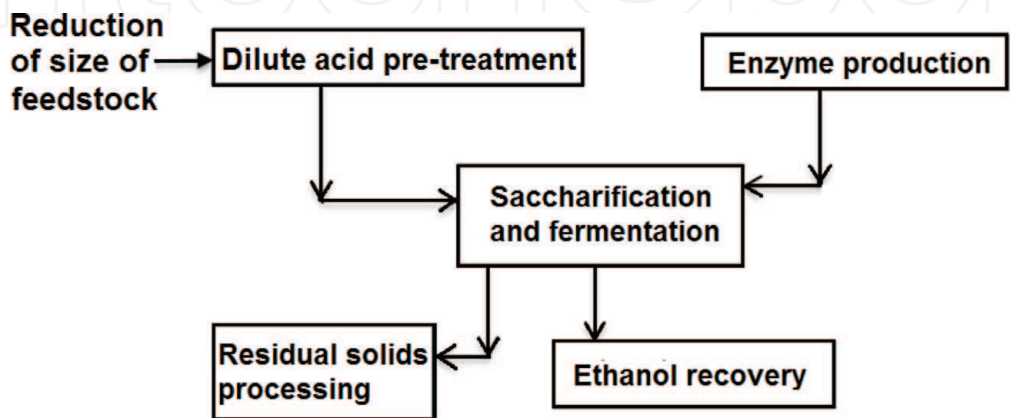 Reduction
of size of
feedstock
Dilute acid pre-treatment
Enzyme production
Saccharification
and fermentation
Residual solids
processing
Ethanol recovery